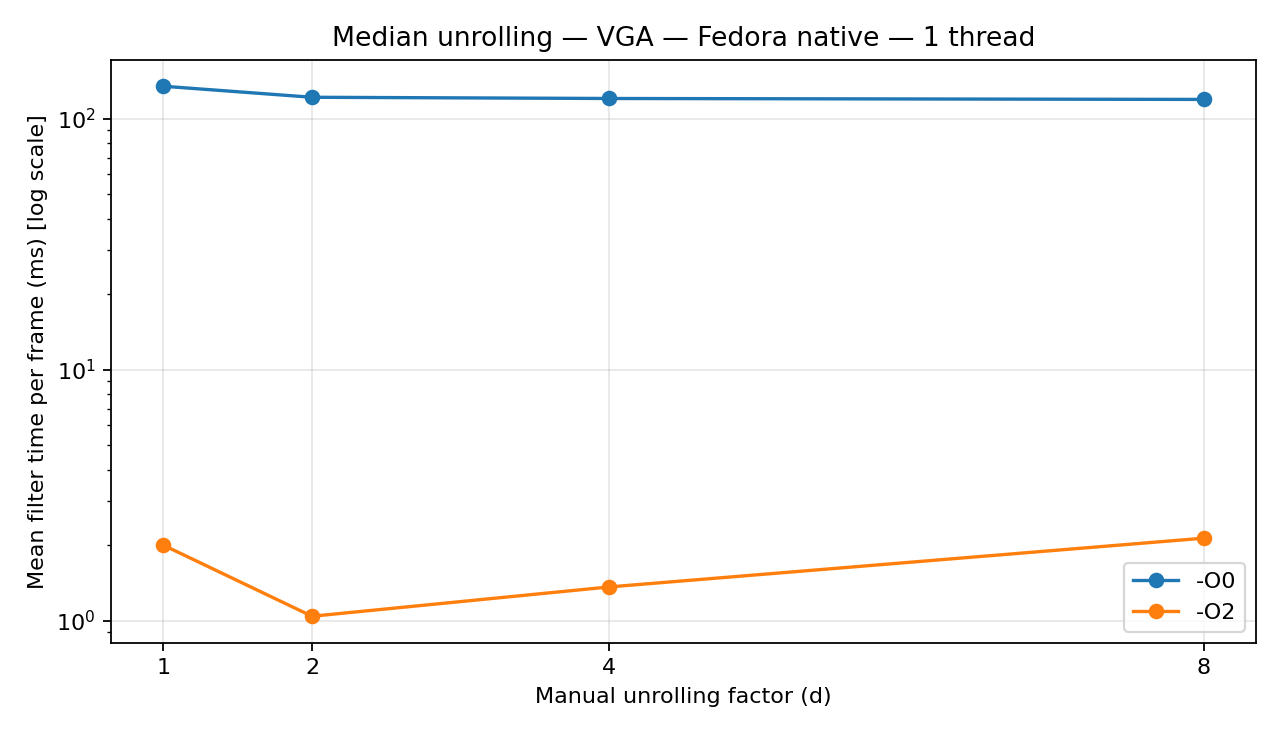 Median unrolling — VGA — Fedora native — 1 thread
Mean filter time per frame (ms) [log scale]
10²
10¹
10⁰
1 2 4 8
Manual unrolling factor (d)
-O0
-O2